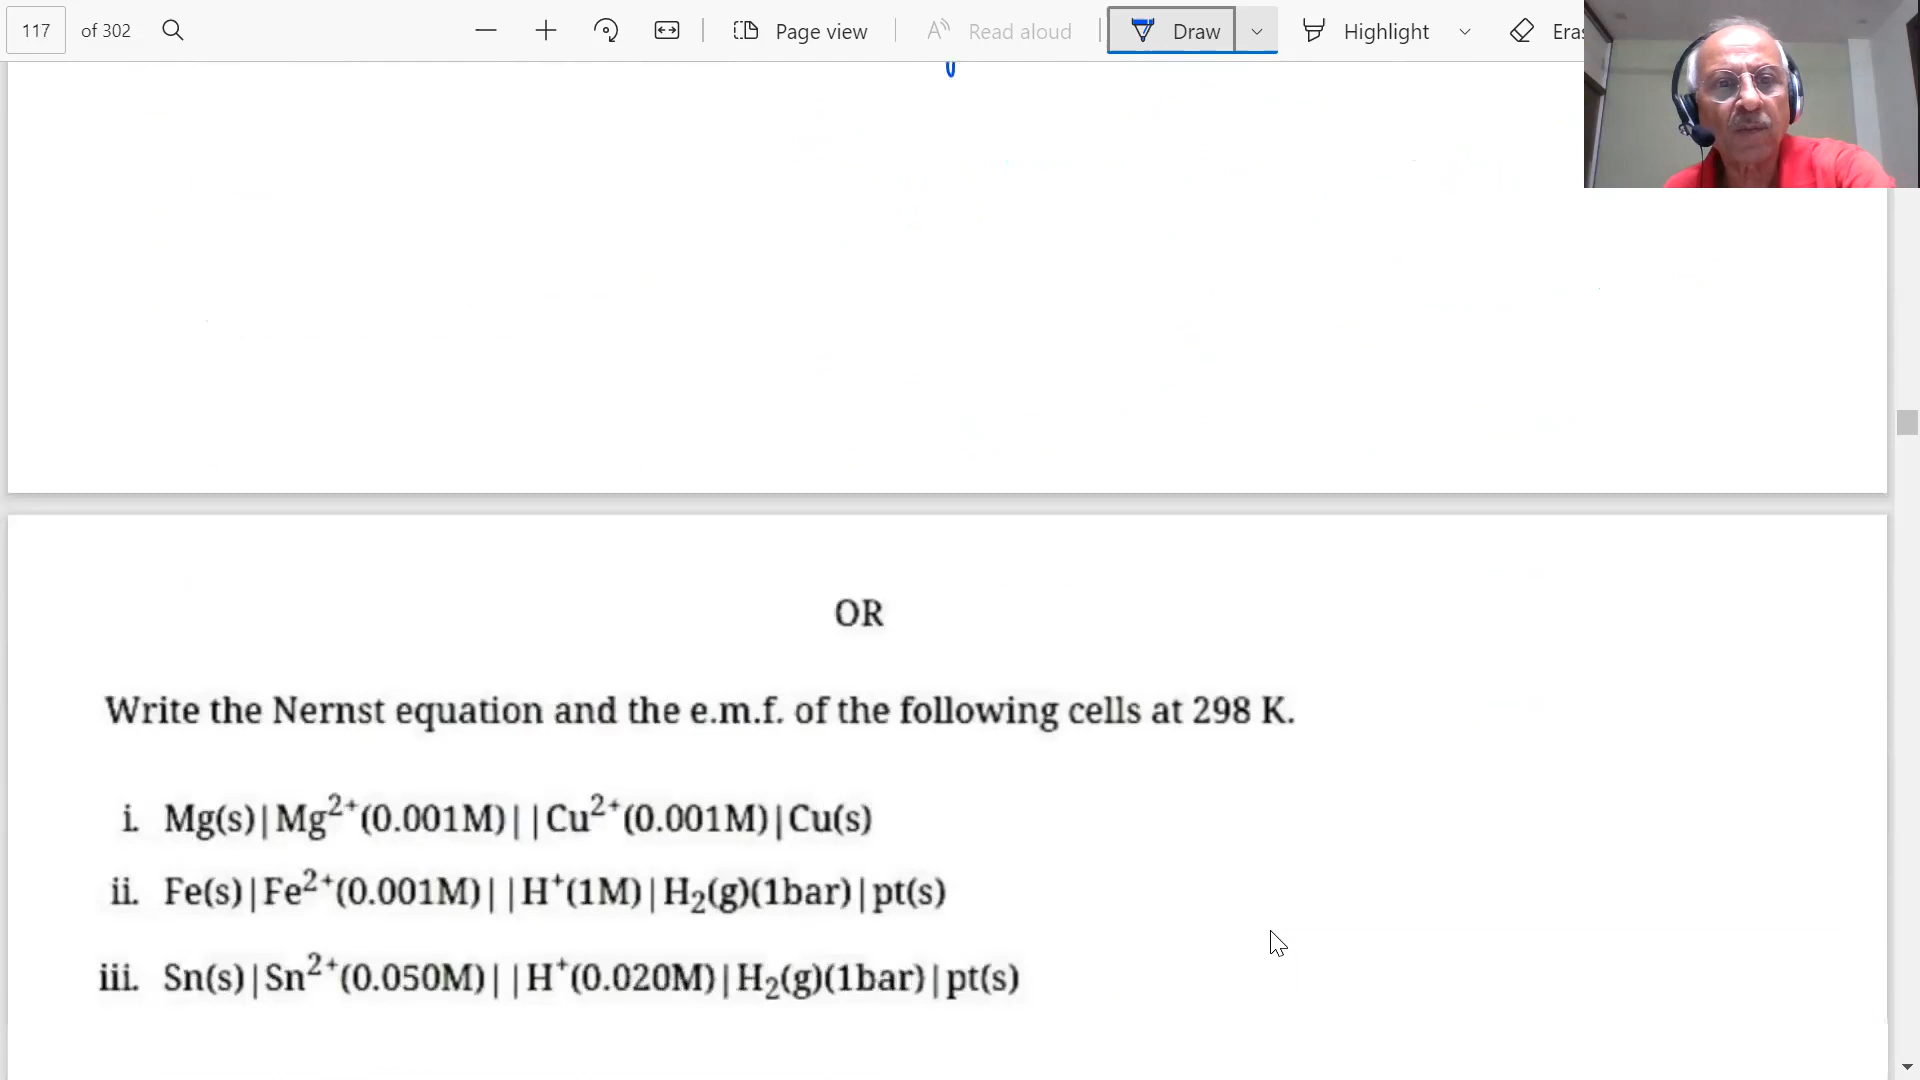 117 of 302 Page view Read aloud Draw Highlight Eras
OR
Write the Nernst equation and the e.m.f. of the following cells at 298 K.
i. Mg(s)|Mg²⁺(0.001M)||Cu²⁺(0.001M)|Cu(s)
ii. Fe(s)|Fe²⁺(0.001M)||H⁺(1M)|H₂(g)(1bar)|pt(s)
iii. Sn(s)|Sn²⁺(0.050M)||H⁺(0.020M)|H₂(g)(1bar)|pt(s)